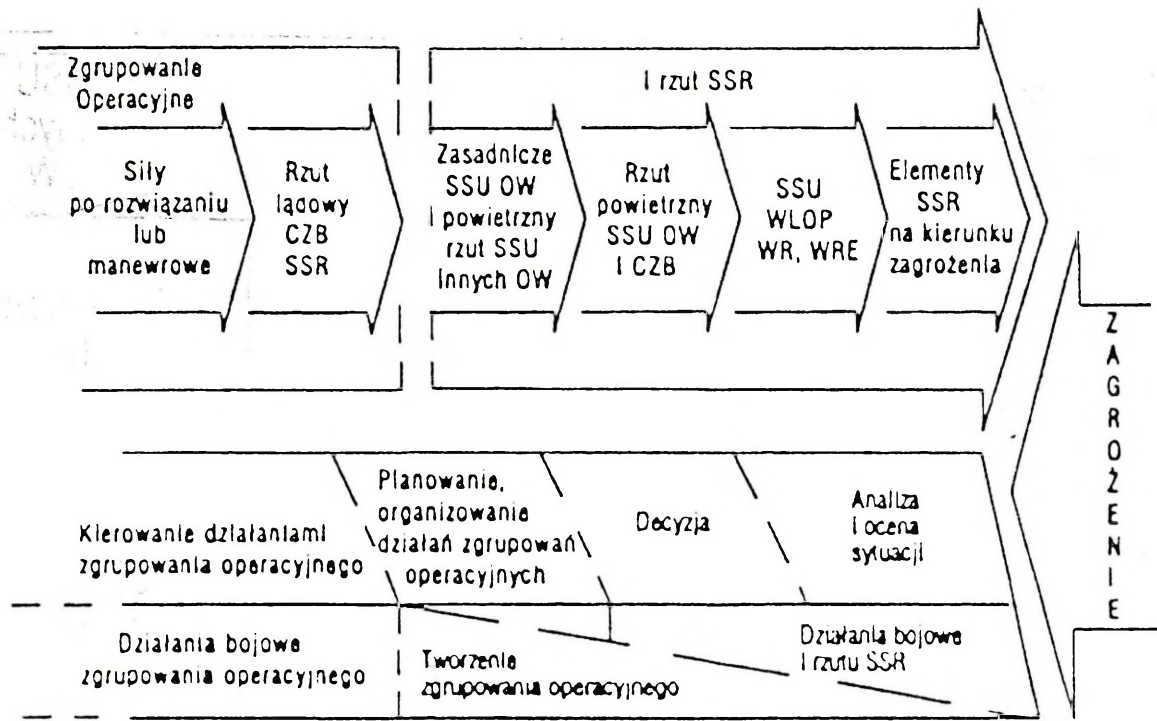 Zgrupowanie
Operacyjne
I rzut SSR
Siły
po rozwiązaniu
lub
manewrowe
Rzut
lądowy
CZB
SSR
Zasadnicze
SSU OW
I powietrzny
rzut SSU
Innych OW
Rzut
powietrzny
SSU OW
I CZB
SSU
WLOP
WR, WRE
Elementy
SSR
na kierunku
zagrożenia
ZAGROŻENIE
Kierowanie działaniami
zgrupowania operacyjnego
Planowanie,
organizowanie
działań zgrupowań
operacyjnych
Decyzja
Analiza
I ocena
sytuacji
Działania bojowe
zgrupowania operacyjnego
Tworzenie
zgrupowania operacyjnego
Działania bojowe
I rzutu SSR